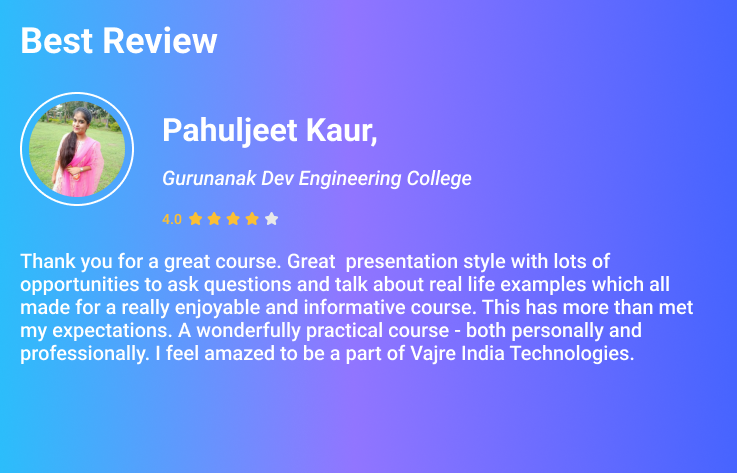 Best Review
Pahuljeet Kaur,
Gurunanak Dev Engineering College
4.0
Thank you for a great course. Great  presentation style with lots of
opportunities to ask questions and talk about real life examples which all
made for a really enjoyable and informative course. This has more than met
my expectations. A wonderfully practical course - both personally and
professionally. I feel amazed to be a part of Vajre India Technologies.